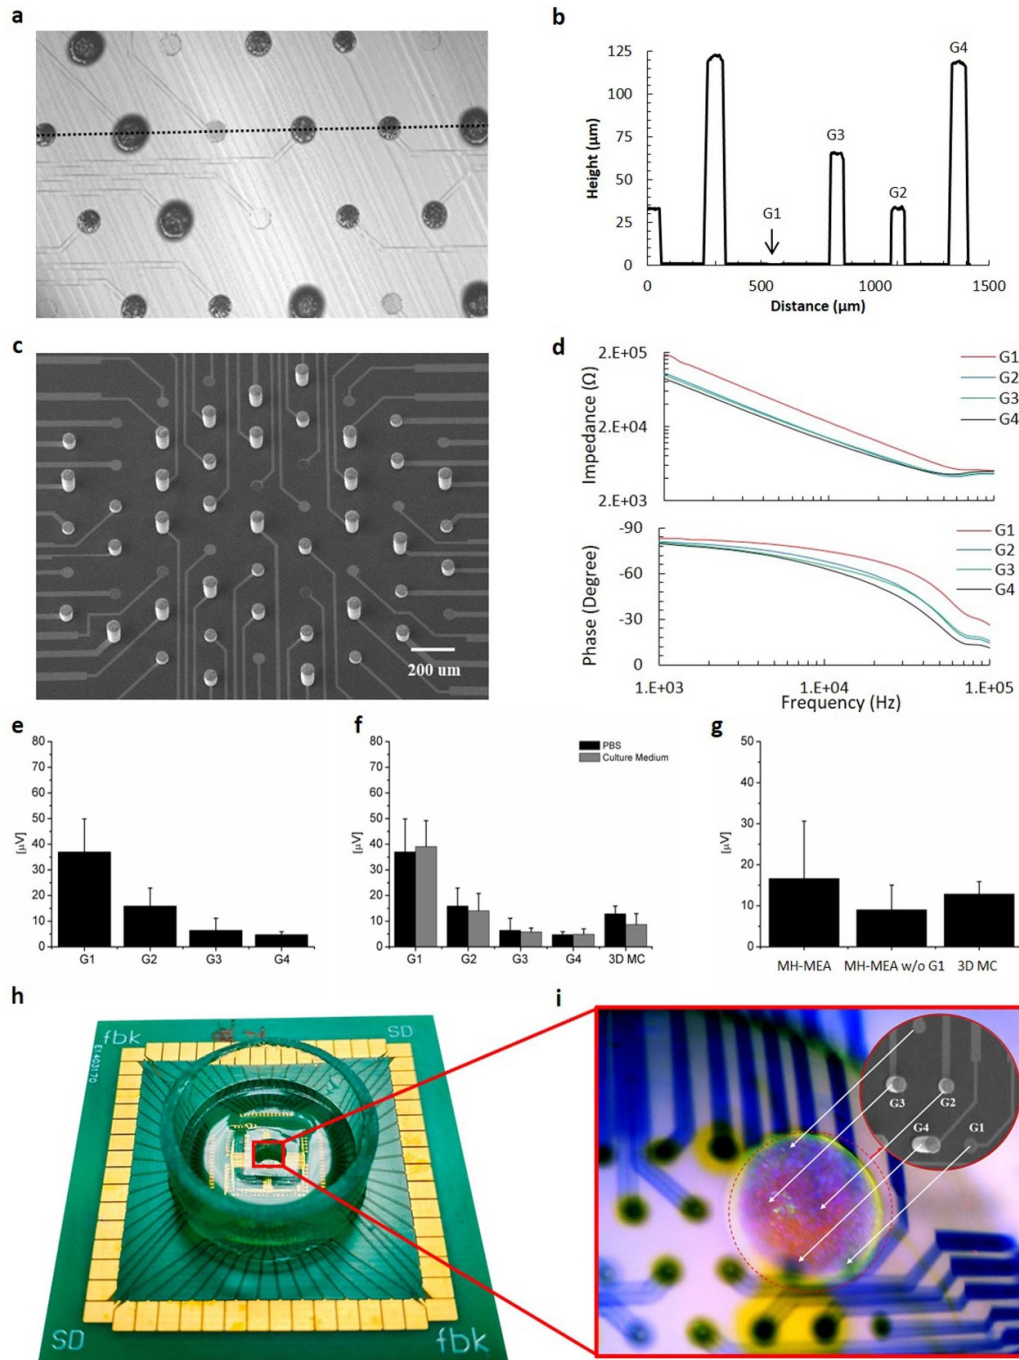 a
b
G4
G3
G2
G1
125
100
75
50
25
0
Height (µm)
0
500
1000
1500
Distance (µm)
c
200 um
d
2.E+05
2.E+04
2.E+03
Impedance (Ω)
G1
G2
G3
G4
-90
-60
-30
0
Phase (Degree)
G1
G2
G3
G4
1.E+03
1.E+04
1.E+05
Frequency (Hz)
e
80
70
60
50
40
30
20
10
0
[µV]
G1
G2
G3
G4
f
PBS
Culture Medium
80
70
60
50
40
30
20
10
0
[µV]
G1
G2
G3
G4
3D MC
g
50
40
30
20
10
0
[µV]
MH-MEA
MH-MEA w/o G1
3D MC
h
fbk
SD
E1403170
SD
fbk
i
G3
G2
G4
G1